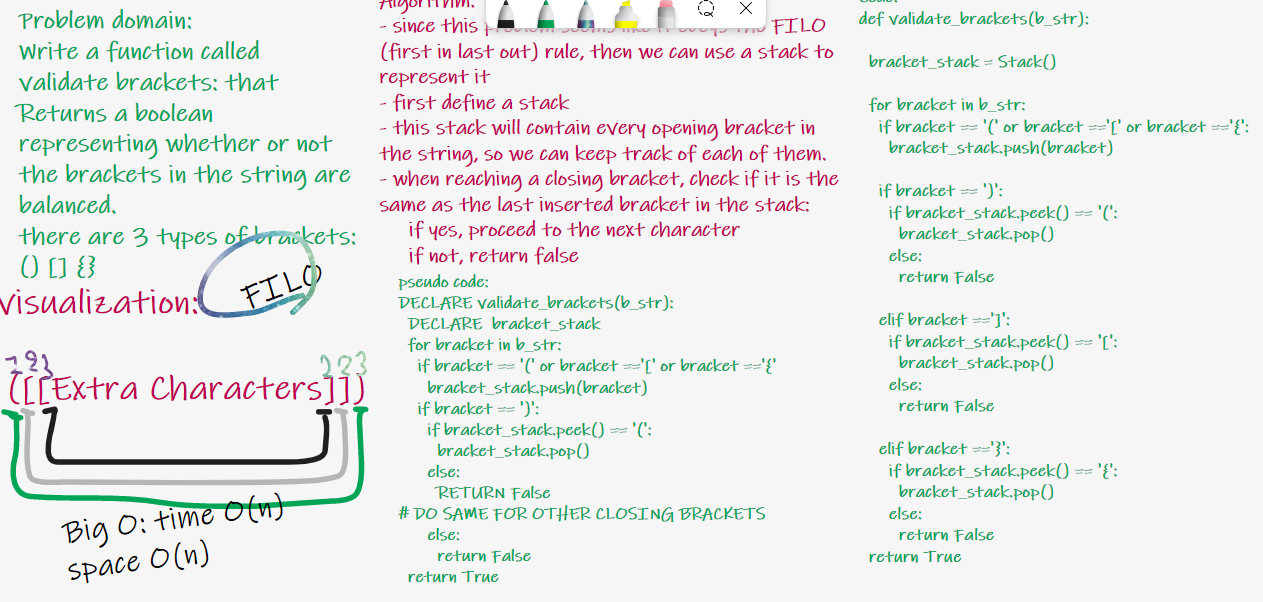 Problem domain:
Write a function called
validate brackets: that
Returns a boolean
representing whether or not
the brackets in the string are
balanced.
there are 3 types of brackets:
() [] {}
Visualization:
FILO
([[Extra Characters]])
Big O: time O(n)
space O(n)
Algorithm:
- since this problem seems like it obeys the FILO
(first in last out) rule, then we can use a stack to
represent it
- first define a stack
- this stack will contain every opening bracket in
the string, so we can keep track of each of them.
- when reaching a closing bracket, check if it is the
same as the last inserted bracket in the stack:
if yes, proceed to the next character
if not, return false
pseudo code:
DECLARE validate_brackets(b_str):
DECLARE bracket_stack
for bracket in b_str:
if bracket == '(' or bracket =='[' or bracket =='{'
bracket_stack.push(bracket)
if bracket == ')':
if bracket_stack.peek() == '(':
bracket_stack.pop()
else:
RETURN False
# DO SAME FOR OTHER CLOSING BRACKETS
else:
return False
return True
code:
def validate_brackets(b_str):
bracket_stack = Stack()
for bracket in b_str:
if bracket == '(' or bracket =='[' or bracket =='{':
bracket_stack.push(bracket)
if bracket == ')':
if bracket_stack.peek() == '(':
bracket_stack.pop()
else:
return False
elif bracket ==']':
if bracket_stack.peek() == '[':
bracket_stack.pop()
else:
return False
elif bracket =='}':
if bracket_stack.peek() == '{':
bracket_stack.pop()
else:
return False
return True